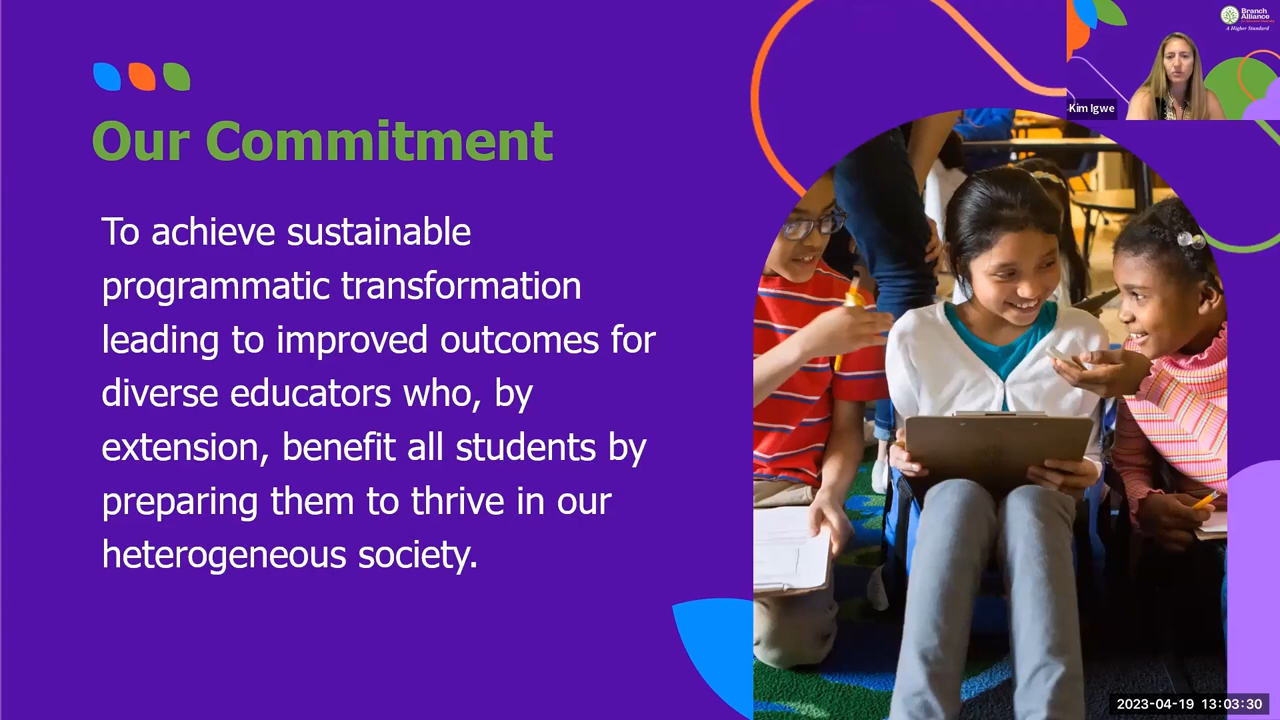 Our Commitment
To achieve sustainable
programmatic transformation
leading to improved outcomes for
diverse educators who, by
extension, benefit all students by
preparing them to thrive in our
heterogeneous society.
Branch
Alliance
A Higher Standard
Kim Igwe
2023-04-19 13:03:30